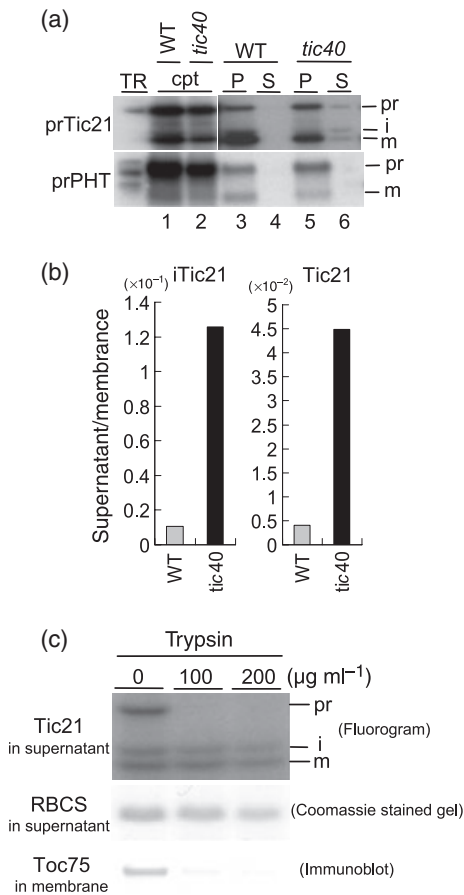 (a)
WT tic40 WT tic40
TR cpt P S P S
prTic21 pr i m
prPHT pr m
1 2 3 4 5 6
(b)
(×10⁻¹) iTic21 (×10⁻²) Tic21
Supernatant/membrance
1.4 1.2 1 0.8 0.6 0.4 0.2 0
WT tic40
5 4.5 4 3.5 3 2.5 2 1.5 1 0.5 0
WT tic40
(c)
Trypsin
0 100 200 (µg ml⁻¹)
Tic21 in supernatant pr i m (Fluorogram)
RBCS in supernatant (Coomassie stained gel)
Toc75 in membrane (Immunoblot)